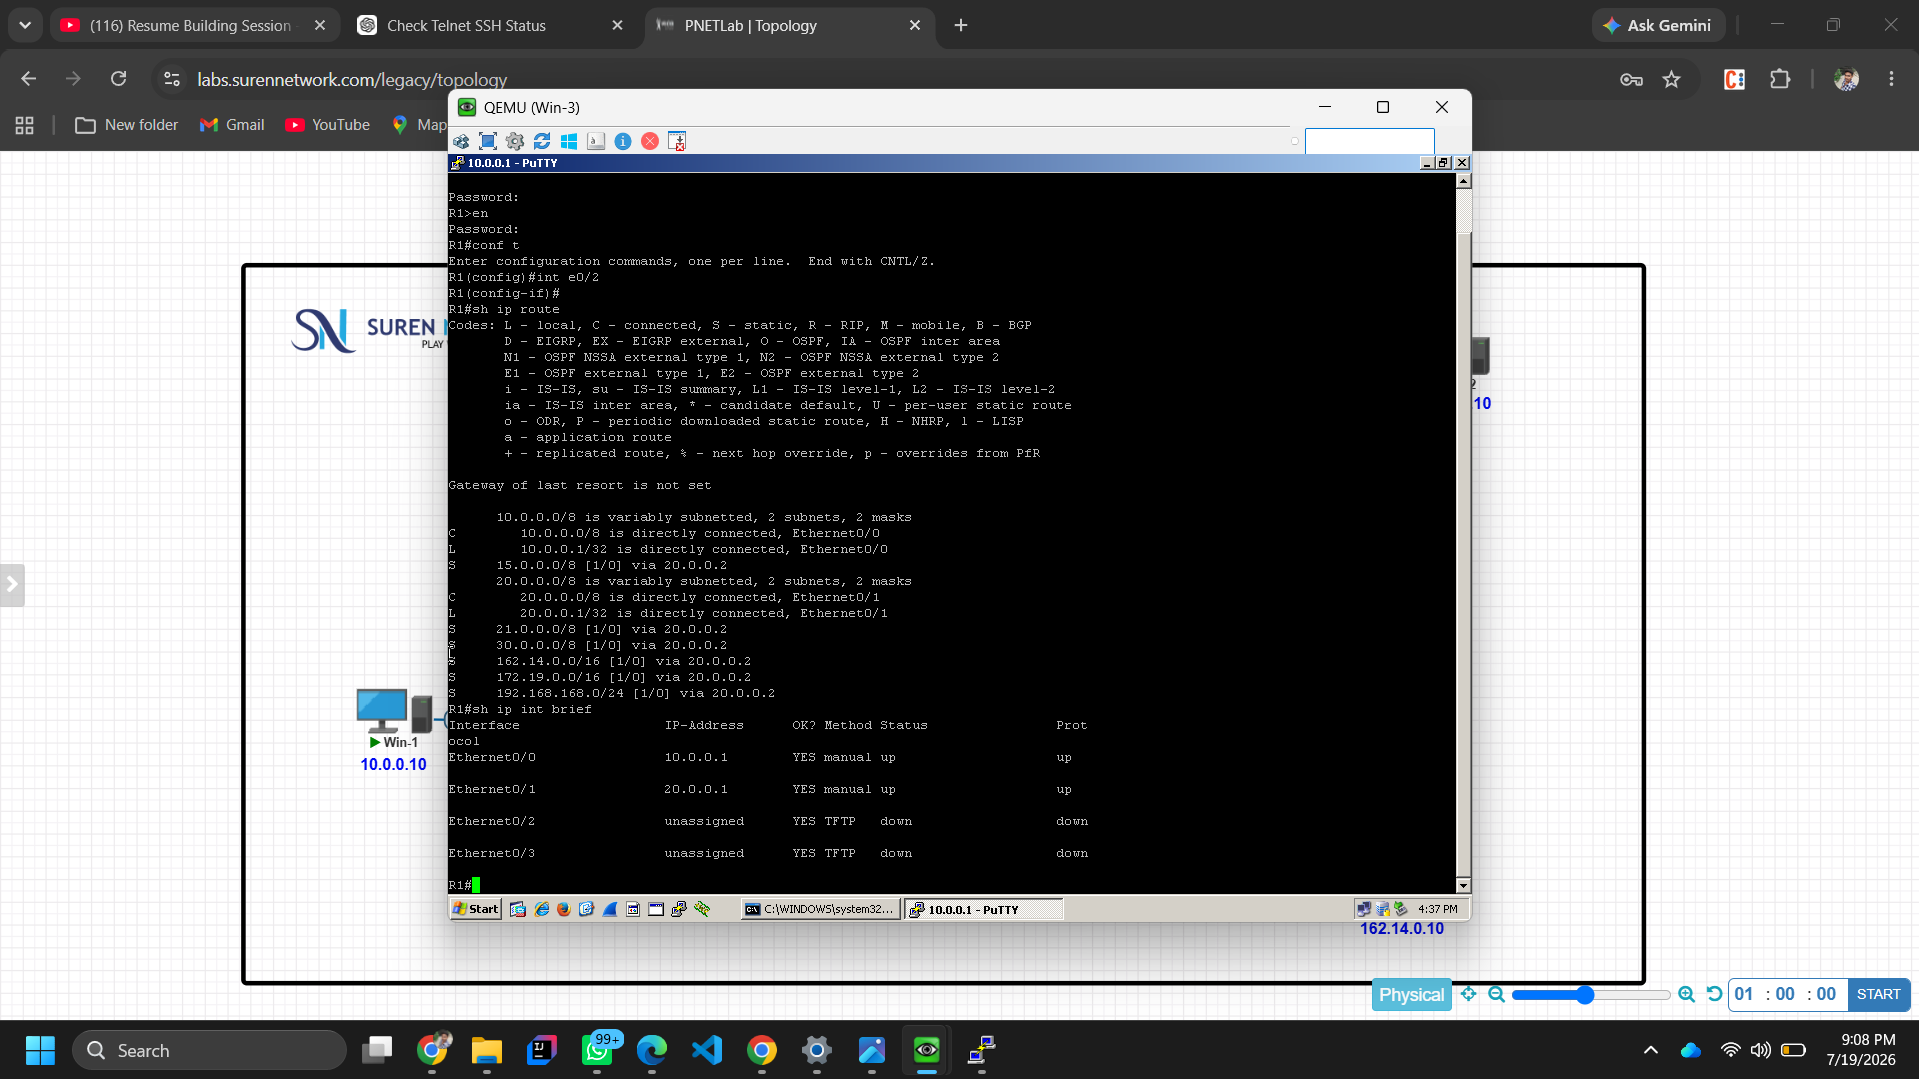 (116) Resume Building Session
Check Telnet SSH Status
PNETLab | Topology
Ask Gemini
labs.surennetwork.com/legacy/topology
New folder
Gmail
YouTube
Map
QEMU (Win-3)
10.0.0.1 - PuTTY
Password:
R1>en
Password:
R1#conf t
Enter configuration commands, one per line.  End with CNTL/Z.
R1(config)#int e0/2
R1(config-if)#
R1#sh ip route
Codes: L - local, C - connected, S - static, R - RIP, M - mobile, B - BGP
D - EIGRP, EX - EIGRP external, O - OSPF, IA - OSPF inter area
N1 - OSPF NSSA external type 1, N2 - OSPF NSSA external type 2
E1 - OSPF external type 1, E2 - OSPF external type 2
i - IS-IS, su - IS-IS summary, L1 - IS-IS level-1, L2 - IS-IS level-2
ia - IS-IS inter area, * - candidate default, U - per-user static route
o - ODR, P - periodic downloaded static route, H - NHRP, l - LISP
a - application route
+ - replicated route, % - next hop override, p - overrides from PfR
Gateway of last resort is not set
10.0.0.0/8 is variably subnetted, 2 subnets, 2 masks
C 10.0.0.0/8 is directly connected, Ethernet0/0
L 10.0.0.1/32 is directly connected, Ethernet0/0
S 15.0.0.0/8 [1/0] via 20.0.0.2
20.0.0.0/8 is variably subnetted, 2 subnets, 2 masks
C 20.0.0.0/8 is directly connected, Ethernet0/1
L 20.0.0.1/32 is directly connected, Ethernet0/1
S 21.0.0.0/8 [1/0] via 20.0.0.2
S 30.0.0.0/8 [1/0] via 20.0.0.2
S 162.14.0.0/16 [1/0] via 20.0.0.2
S 172.19.0.0/16 [1/0] via 20.0.0.2
S 192.168.168.0/24 [1/0] via 20.0.0.2
R1#sh ip int brief
Interface IP-Address OK? Method Status Prot
ocol
Ethernet0/0 10.0.0.1 YES manual up up
Ethernet0/1 20.0.0.1 YES manual up up
Ethernet0/2 unassigned YES TFTP down down
Ethernet0/3 unassigned YES TFTP down down
R1#
Start
C:\WINDOWS\system32...
10.0.0.1 - PuTTY
4:37 PM
SN SUREN
PLAY
Win-1
10.0.0.10
2
.10
162.14.0.10
Physical
01 : 00 : 00 START
Search
99+
9:08 PM
7/19/2026